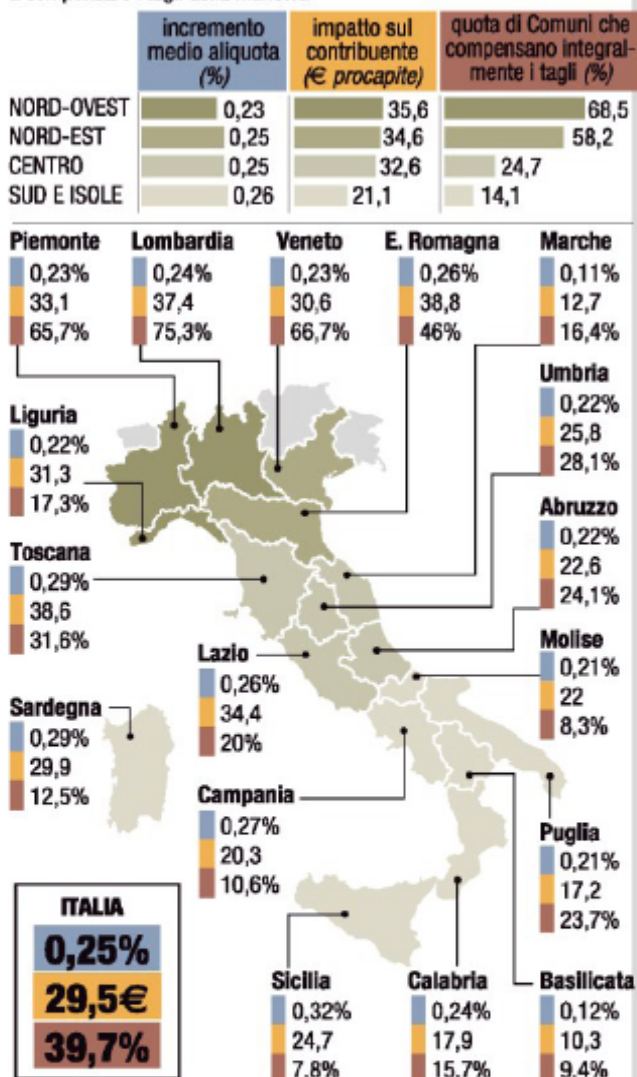 incremento
medio aliquota
(%)
impatto sul
contribuente
(€ procapite)
quota di Comuni che
compensano integral-
mente i tagli (%)
NORD-OVEST 0,23 35,6 68,5
NORD-EST 0,25 34,6 58,2
CENTRO 0,25 32,6 24,7
SUD E ISOLE 0,26 21,1 14,1
Piemonte
0,23%
33,1
65,7%
Lombardia
0,24%
37,4
75,3%
Veneto
0,23%
30,6
66,7%
E. Romagna
0,26%
38,8
46%
Marche
0,11%
12,7
16,4%
Umbria
0,22%
25,8
28,1%
Liguria
0,22%
31,3
17,3%
Abruzzo
0,22%
22,6
24,1%
Toscana
0,29%
38,6
31,6%
Lazio
0,26%
34,4
20%
Molise
0,21%
22
8,3%
Sardegna
0,29%
29,9
12,5%
Campania
0,27%
20,3
10,6%
Puglia
0,21%
17,2
23,7%
ITALIA
0,25%
29,5€
39,7%
Sicilia
0,32%
24,7
7,8%
Calabria
0,24%
17,9
15,7%
Basilicata
0,12%
10,3
9,4%